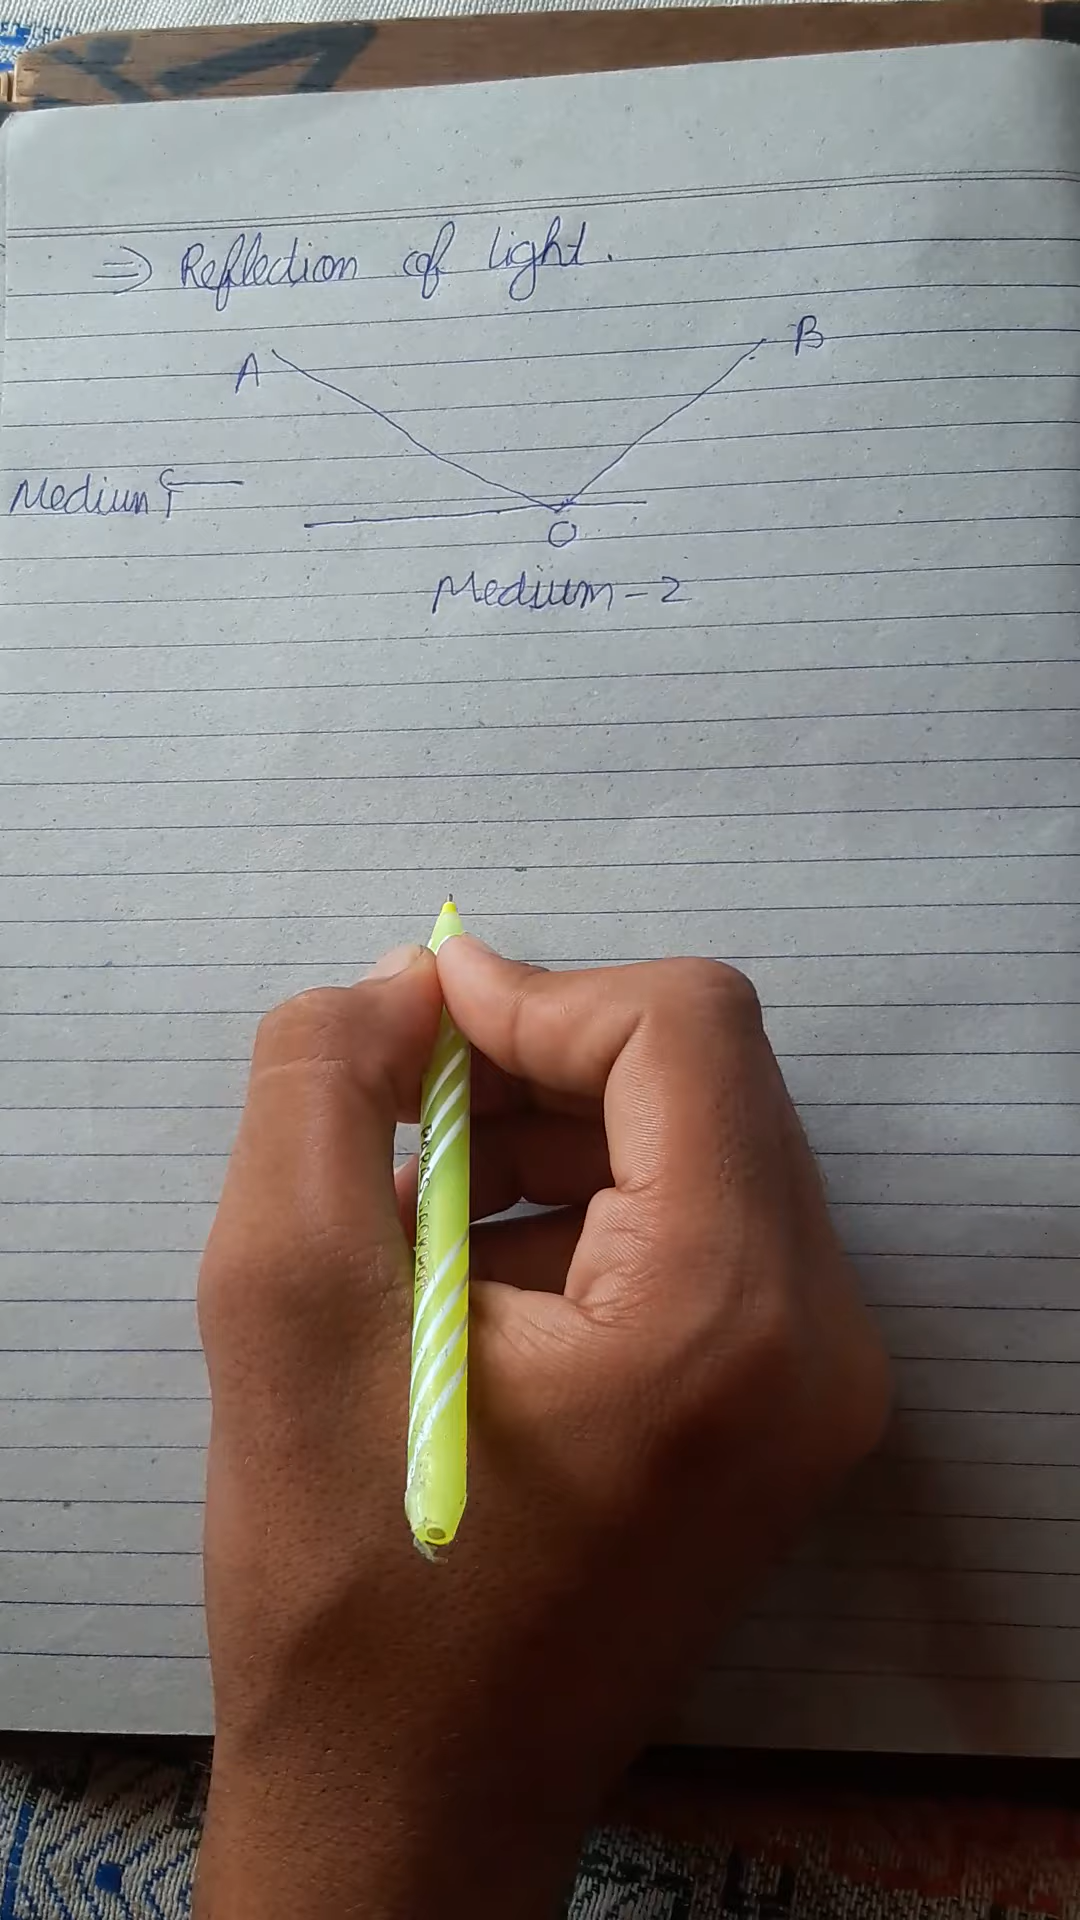 ⇒ Reflection of light.
A
B
Medium 1
O
Medium-2